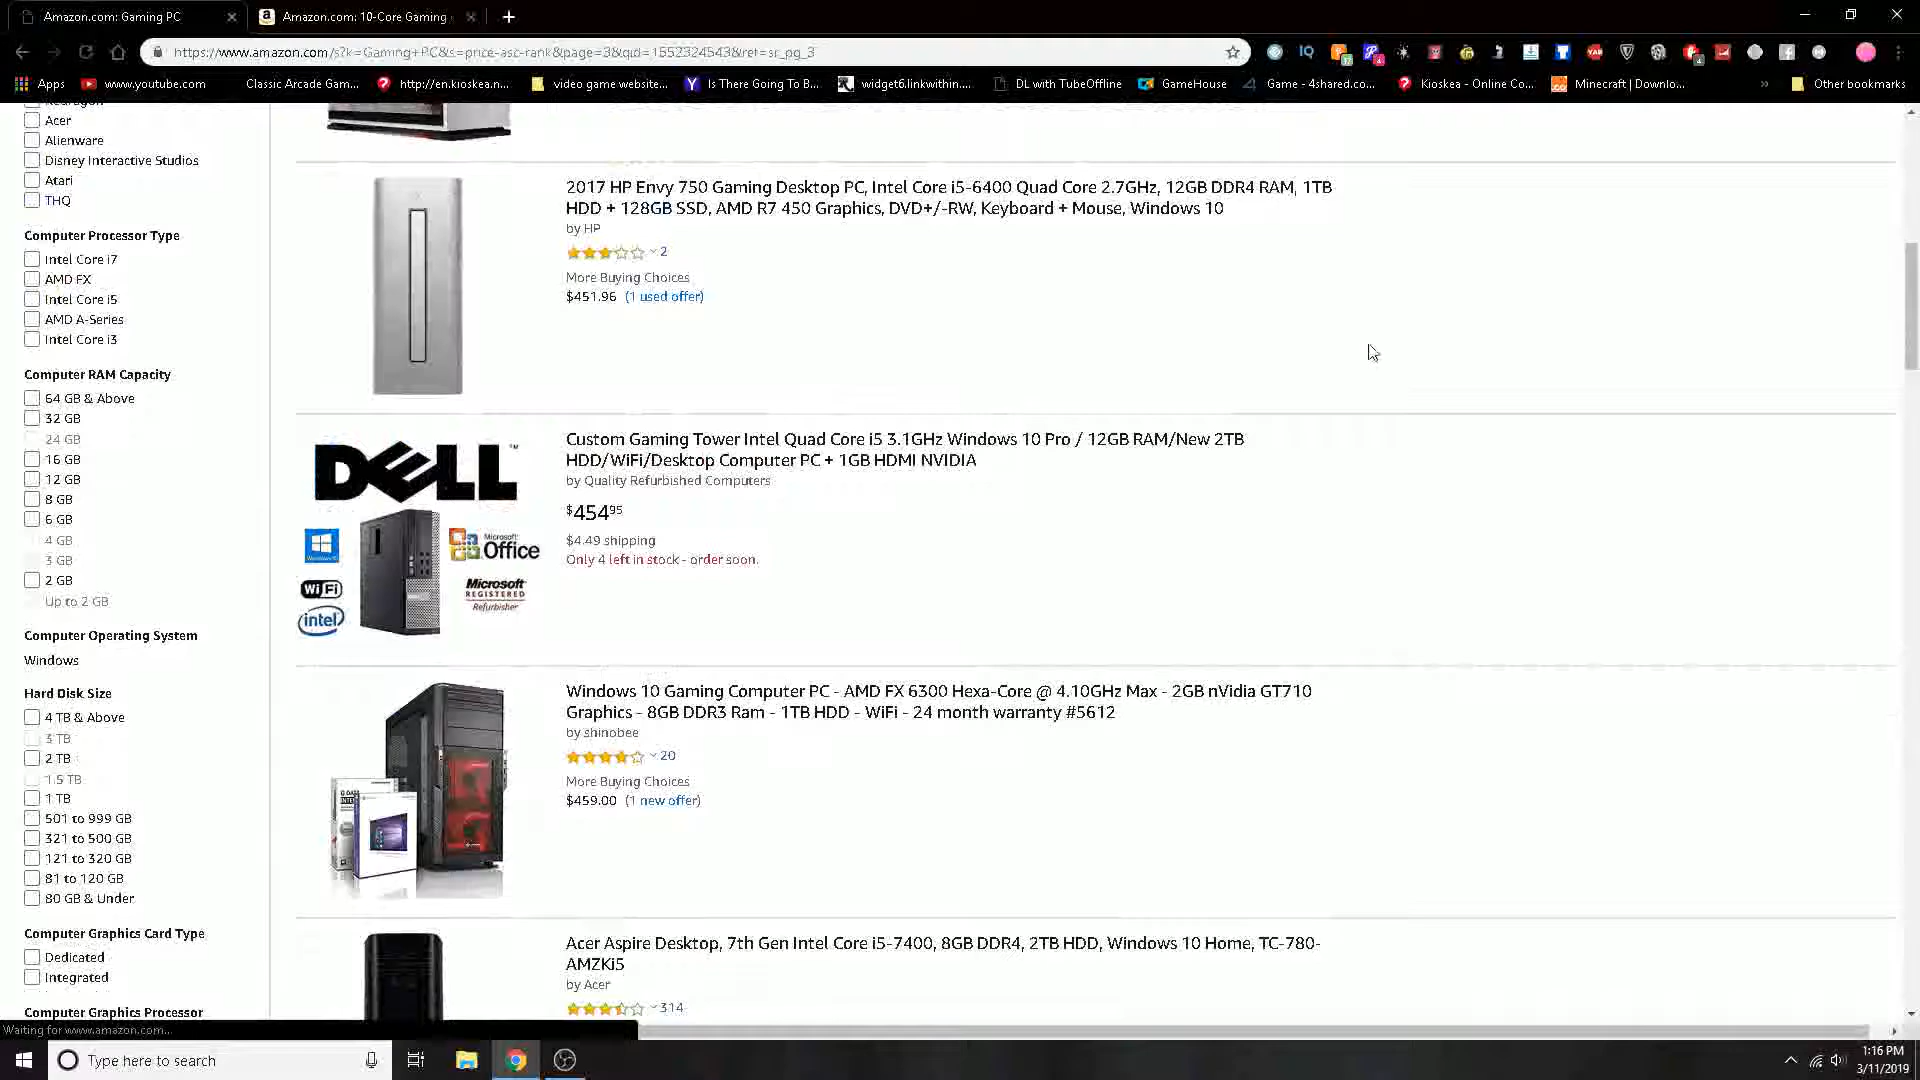 Amazon.com: Gaming PC
Amazon.com: 10-Core Gaming
https://www.amazon.com/s?k=Gaming+PC&s=price-asc-rank&page=3&qid=1552324543&ref=sr_pg_3
Apps
www.youtube.com
Classic Arcade Gam...
http://en.kioskea.n...
video game website...
Is There Going To B...
widget6.linkwithin....
DL with TubeOffline
GameHouse
Game - 4shared.co...
Kioskea - Online Co...
Minecraft | Downlo...
Other bookmarks
Acer
Alienware
Disney Interactive Studios
Atari
THQ
Computer Processor Type
Intel Core i7
AMD FX
Intel Core i5
AMD A-Series
Intel Core i3
Computer RAM Capacity
64 GB & Above
32 GB
24 GB
16 GB
12 GB
8 GB
6 GB
4 GB
3 GB
2 GB
Up to 2 GB
Computer Operating System
Windows
Hard Disk Size
4 TB & Above
3 TB
2 TB
1.5 TB
1 TB
501 to 999 GB
321 to 500 GB
121 to 320 GB
81 to 120 GB
80 GB & Under
Computer Graphics Card Type
Dedicated
Integrated
Computer Graphics Processor
2017 HP Envy 750 Gaming Desktop PC, Intel Core i5-6400 Quad Core 2.7GHz, 12GB DDR4 RAM, 1TB
HDD + 128GB SSD, AMD R7 450 Graphics, DVD+/-RW, Keyboard + Mouse, Windows 10
by HP
2
More Buying Choices
$451.96 (1 used offer)
DELL
Windows 10
Microsoft
Office
WiFi
Microsoft
REGISTERED
Refurbisher
intel
Custom Gaming Tower Intel Quad Core i5 3.1GHz Windows 10 Pro / 12GB RAM/New 2TB
HDD/WiFi/Desktop Computer PC + 1GB HDMI NVIDIA
by Quality Refurbished Computers
$454 95
$4.49 shipping
Only 4 left in stock - order soon.
Windows 10 Gaming Computer PC - AMD FX 6300 Hexa-Core @ 4.10GHz Max - 2GB nVidia GT710
Graphics - 8GB DDR3 Ram - 1TB HDD - WiFi - 24 month warranty #5612
by shinobee
20
More Buying Choices
$459.00 (1 new offer)
Acer Aspire Desktop, 7th Gen Intel Core i5-7400, 8GB DDR4, 2TB HDD, Windows 10 Home, TC-780-
AMZKi5
by Acer
314
Waiting for www.amazon.com...
Type here to search
1:16 PM
3/11/2019